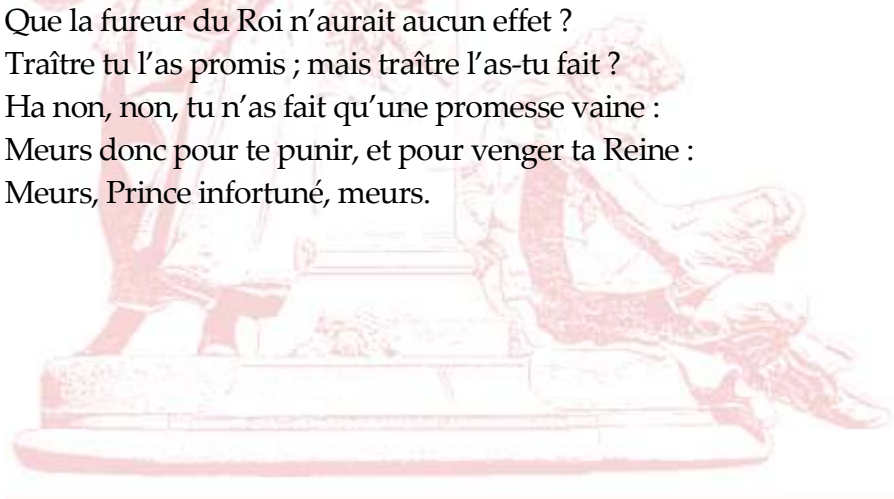 Que la fureur du Roi n’aurait aucun effet ?
Traître tu l’as promis ; mais traître l’as-tu fait ?
Ha non, non, tu n’as fait qu’une promesse vaine :
Meurs donc pour te punir, et pour venger ta Reine :
Meurs, Prince infortuné, meurs.